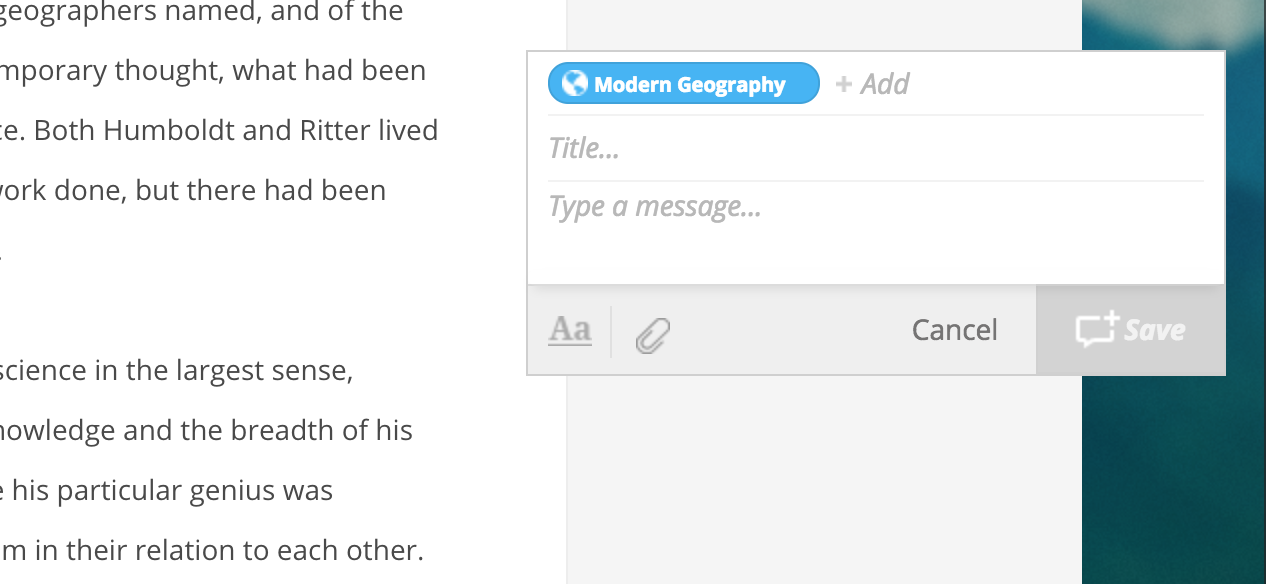 geographers named, and of the
mporary thought, what had been
e. Both Humboldt and Ritter lived
work done, but there had been
.
science in the largest sense,
nowledge and the breadth of his
e his particular genius was
m in their relation to each other.
Modern Geography + Add
Title...
Type a message...
Aa Cancel Save